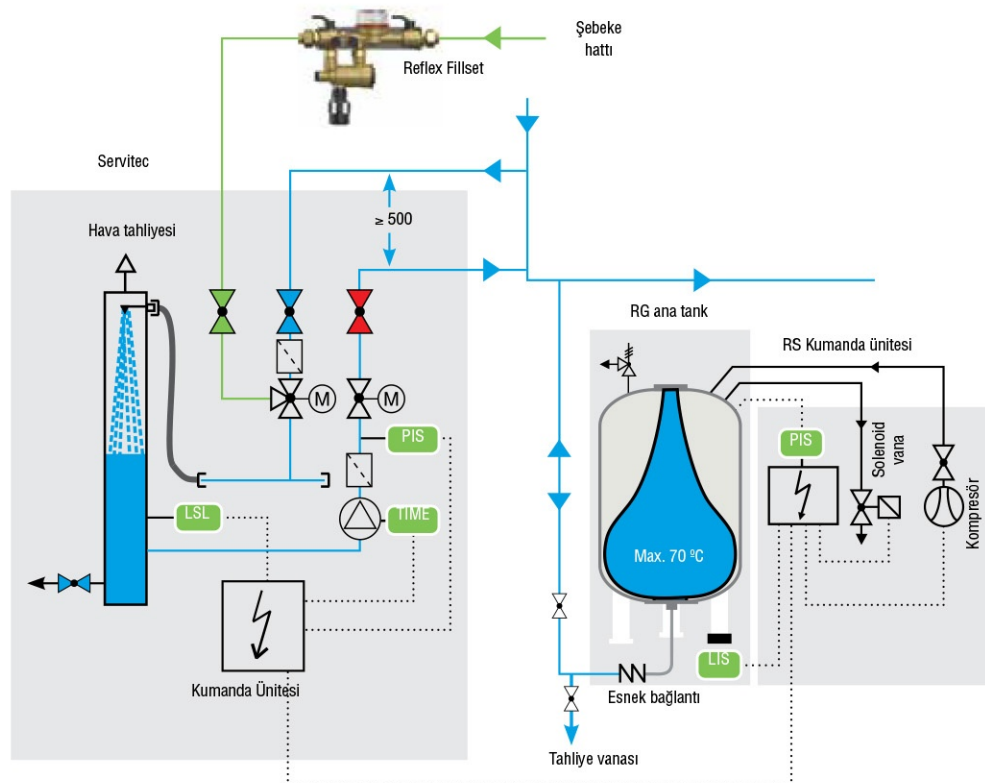 Şebeke
hattı
Reflex Fillset
Servitec
≥ 500
Hava tahliyesi
RG ana tank
RS Kumanda ünitesi
M
M
PIS
PIS
Solenoid
vana
Kompresör
LSL
TIME
Max. 70 ºC
LIS
Kumanda Ünitesi
Esnek bağlantı
Tahliye vanası